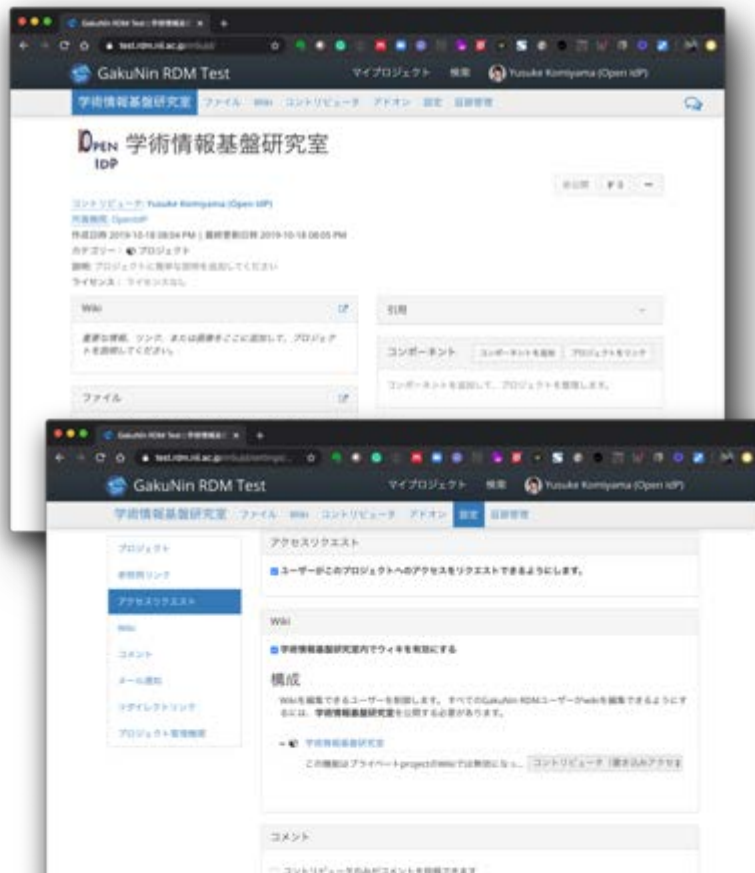 GakuNin RDM Test : 学術情報基
test.rdm.nii.ac.jp
GakuNin RDM Test
マイプロジェクト
検索
Yusuke Komiyama (Open IdP)
学術情報基盤研究室
ファイル
Wiki
コントリビュータ
アドオン
設定
証跡管理
OPEN IDP
学術情報基盤研究室
非公開
コントリビュータ: Yusuke Komiyama (Open IdP)
所属機関: OpenIdP
作成日時 2019-10-18 08:04 PM | 最終更新日時 2019-10-18 08:05 PM
カテゴリー: プロジェクト
説明: プロジェクトに簡単な説明を追加してください
ライセンス: ライセンスなし
Wiki
重要な情報、リンク、または画像をここに追加して、プロジェク
トを説明してください。
ファイル
引用
コンポーネント
コンポーネントを追加
プロジェクトをリンク
コンポーネントを追加して、プロジェクトを整理します。
test.rdm.nii.ac.jp
GakuNin RDM Test
マイプロジェクト
検索
Yusuke Komiyama (Open IdP)
学術情報基盤研究室
ファイル
Wiki
コントリビュータ
アドオン
設定
証跡管理
プロジェクト
参照用リンク
アクセスリクエスト
Wiki
コメント
メール通知
リダイレクトリンク
プロジェクト所属機関
アクセスリクエスト
ユーザーがこのプロジェクトへのアクセスをリクエストできるようにします。
Wiki
学術情報基盤研究室内でウィキを有効にする
構成
Wikiを編集できるユーザーを制限します。 すべてのGakuNin RDMユーザーがwikiを編集できるようにす
るには、学術情報基盤研究室を公開する必要があります。
学術情報基盤研究室
この機能はプライベートprojectのWikiでは無効になっ...
コントリビュータ (書き込みアクセ
コメント
コントリビュータのみがコメントを投稿できます